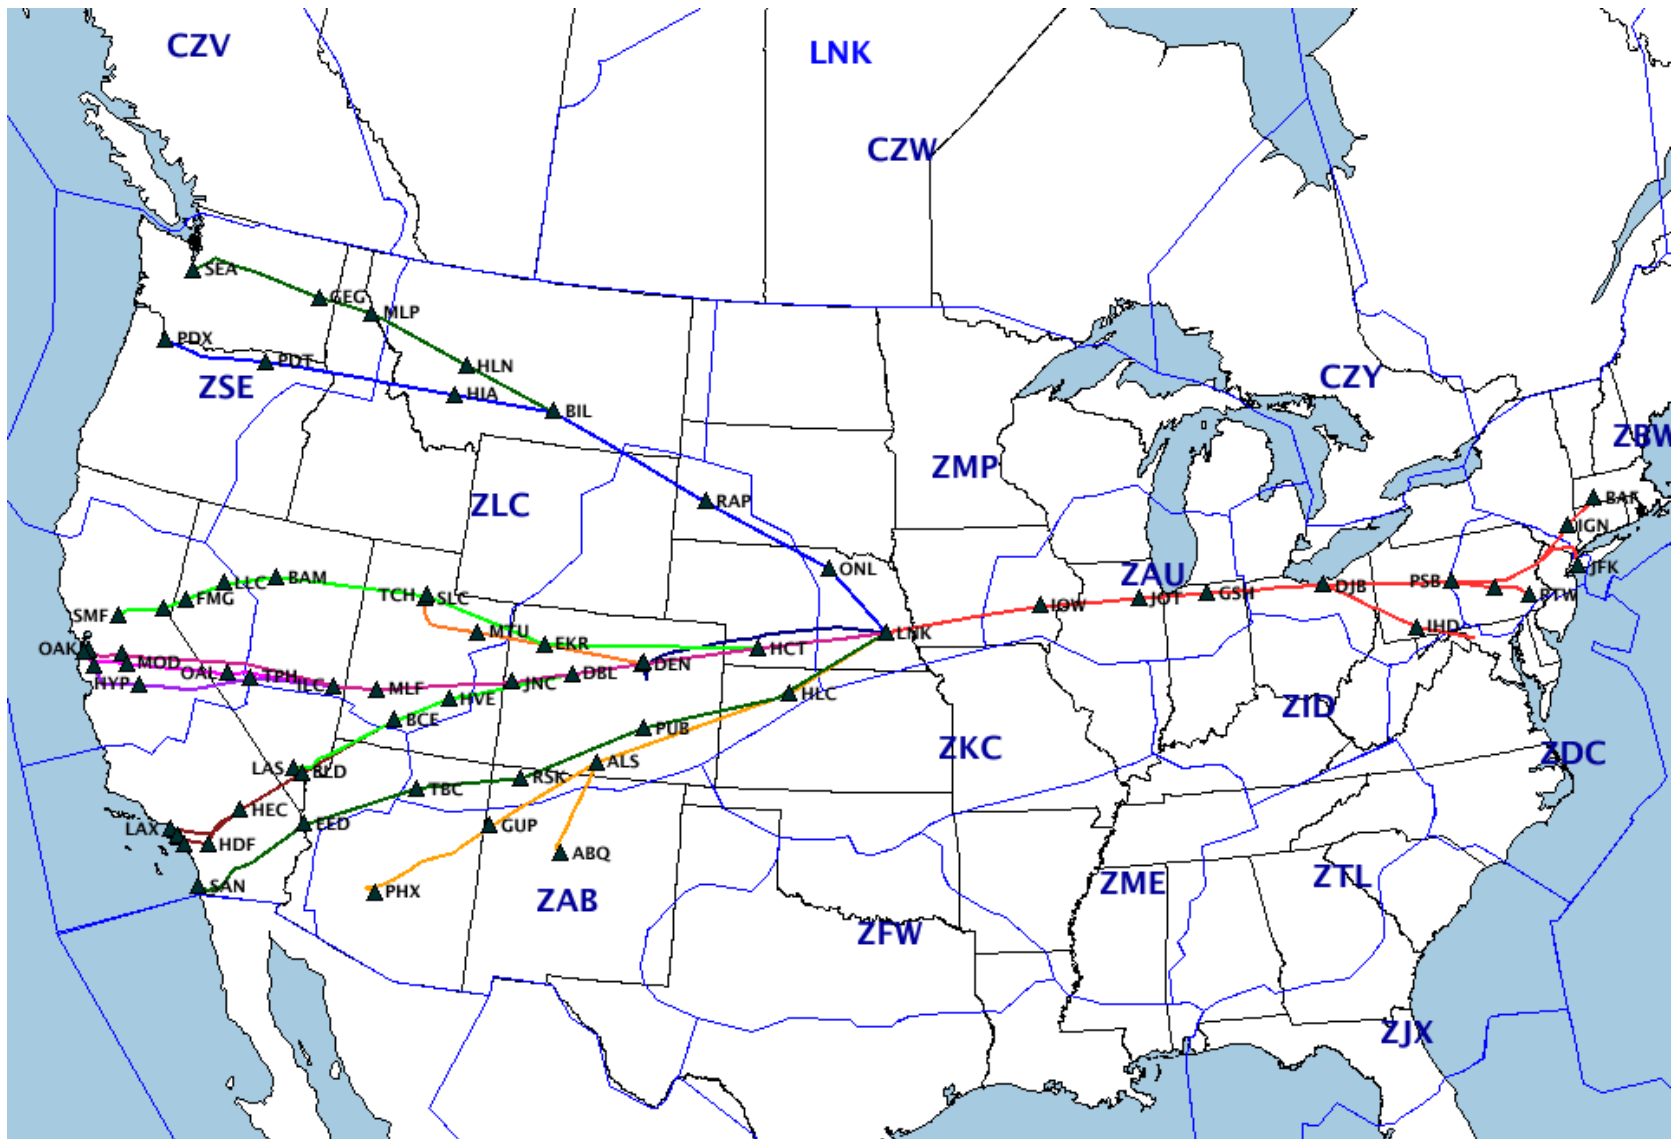 CZV
LNK
CZW
SEA
GEG
MLP
PDX
PDT
HLN
HIA
BIL
ZSE
CZY
ZBW
ZMP
ZLC
RAP
BAF
IGN
ONL
JFK
ZAU
LLC
BAM
FMG
TCH
SLC
SMF
IOW
JOT
GSH
DJB
PSB
RTW
MTU
EKR
LNK
IHD
OAK
MOD
OAL
TPH
ILC
NYP
MLF
JNC
DBL
DEN
HCT
HVE
BCE
HLC
PUB
ZID
ZKC
ZDC
LAS
BLD
TBC
RSK
ALS
HEC
LAX
EED
GUP
HDF
ABQ
SAN
PHX
ZAB
ZME
ZTL
ZFW
ZJX